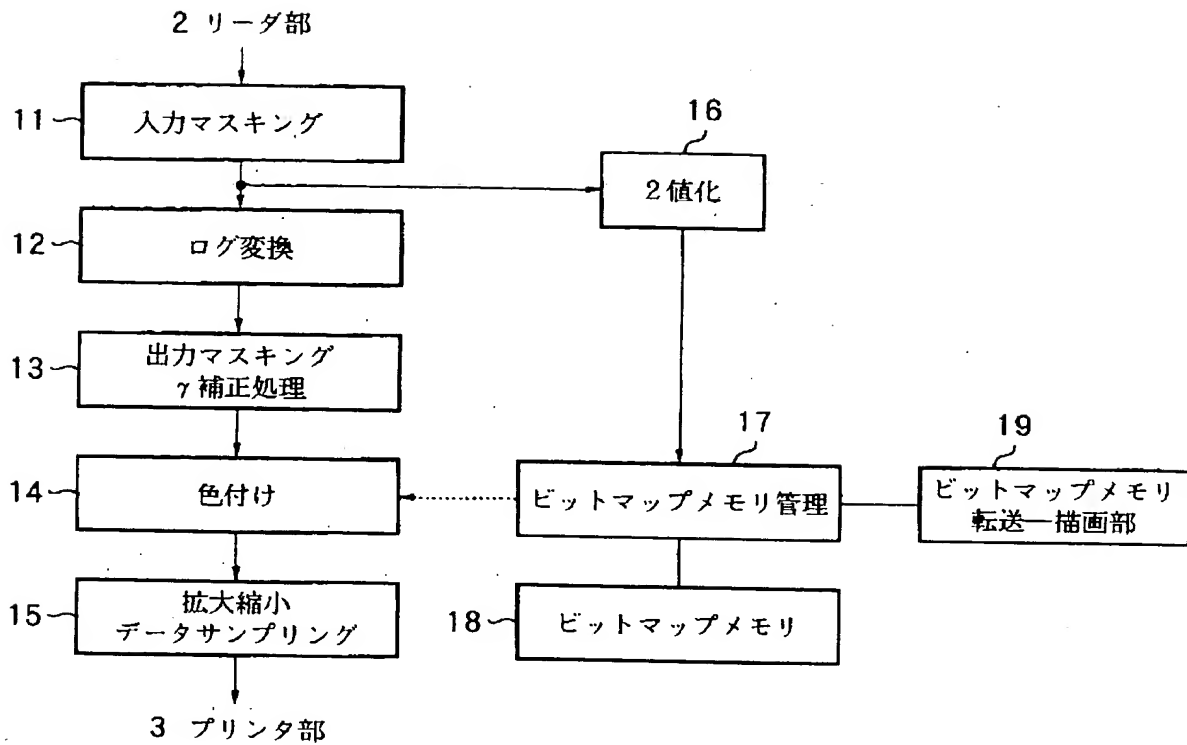 2 リーダ部
11 入力マスキング
16
2値化
12 ログ変換
13 出力マスキング
γ補正処理
17
19
14 色付け
ビットマップメモリ管理
ビットマップメモリ
転送―描画部
15 拡大縮小
データサンプリング
18 ビットマップメモリ
3 プリンタ部